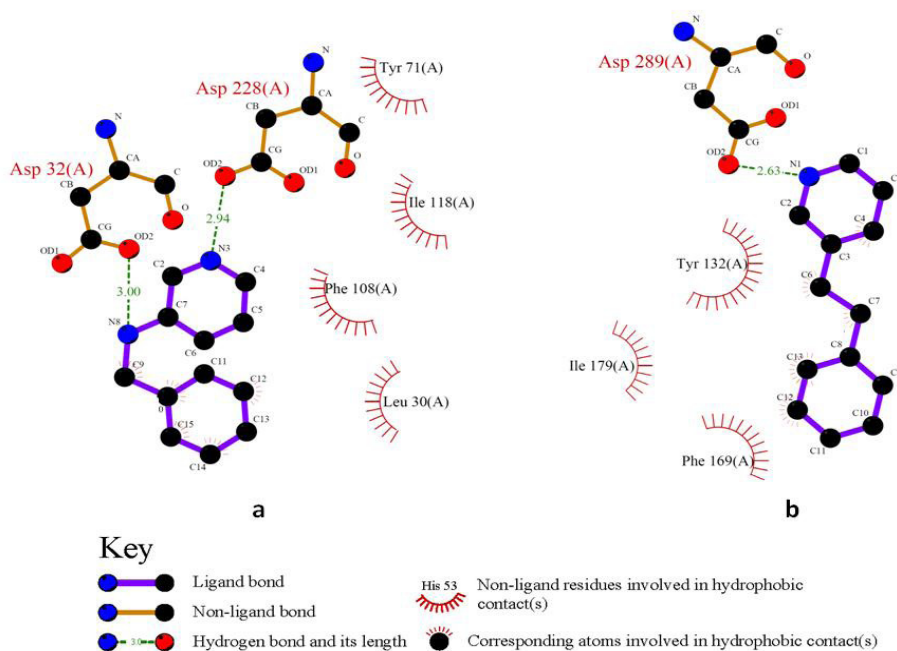 N
Tyr 71(A)
Asp 228(A)
CB
CA
CG
C
OD2
OD1
O
N
Asp 32(A)
CA
CB
C
CG
O
OD2
OD1
2.94
3.00
Ile 118(A)
N3
C2
C4
Phe 108(A)
C7
C5
N8
C6
C9
C11
C12
0
C13
C15
C14
Leu 30(A)
a
N
C
Asp 289(A)
CA
O
CB
OD1
CG
OD2
2.63
N1
C1
C2
C
C4
C3
Tyr 132(A)
C6
C7
Ile 179(A)
C8
C13
C
C12
C10
C11
Phe 169(A)
b
Key
Ligand bond
Non-ligand bond
3.0
Hydrogen bond and its length
His 53
Non-ligand residues involved in hydrophobic
contact(s)
Corresponding atoms involved in hydrophobic contact(s)